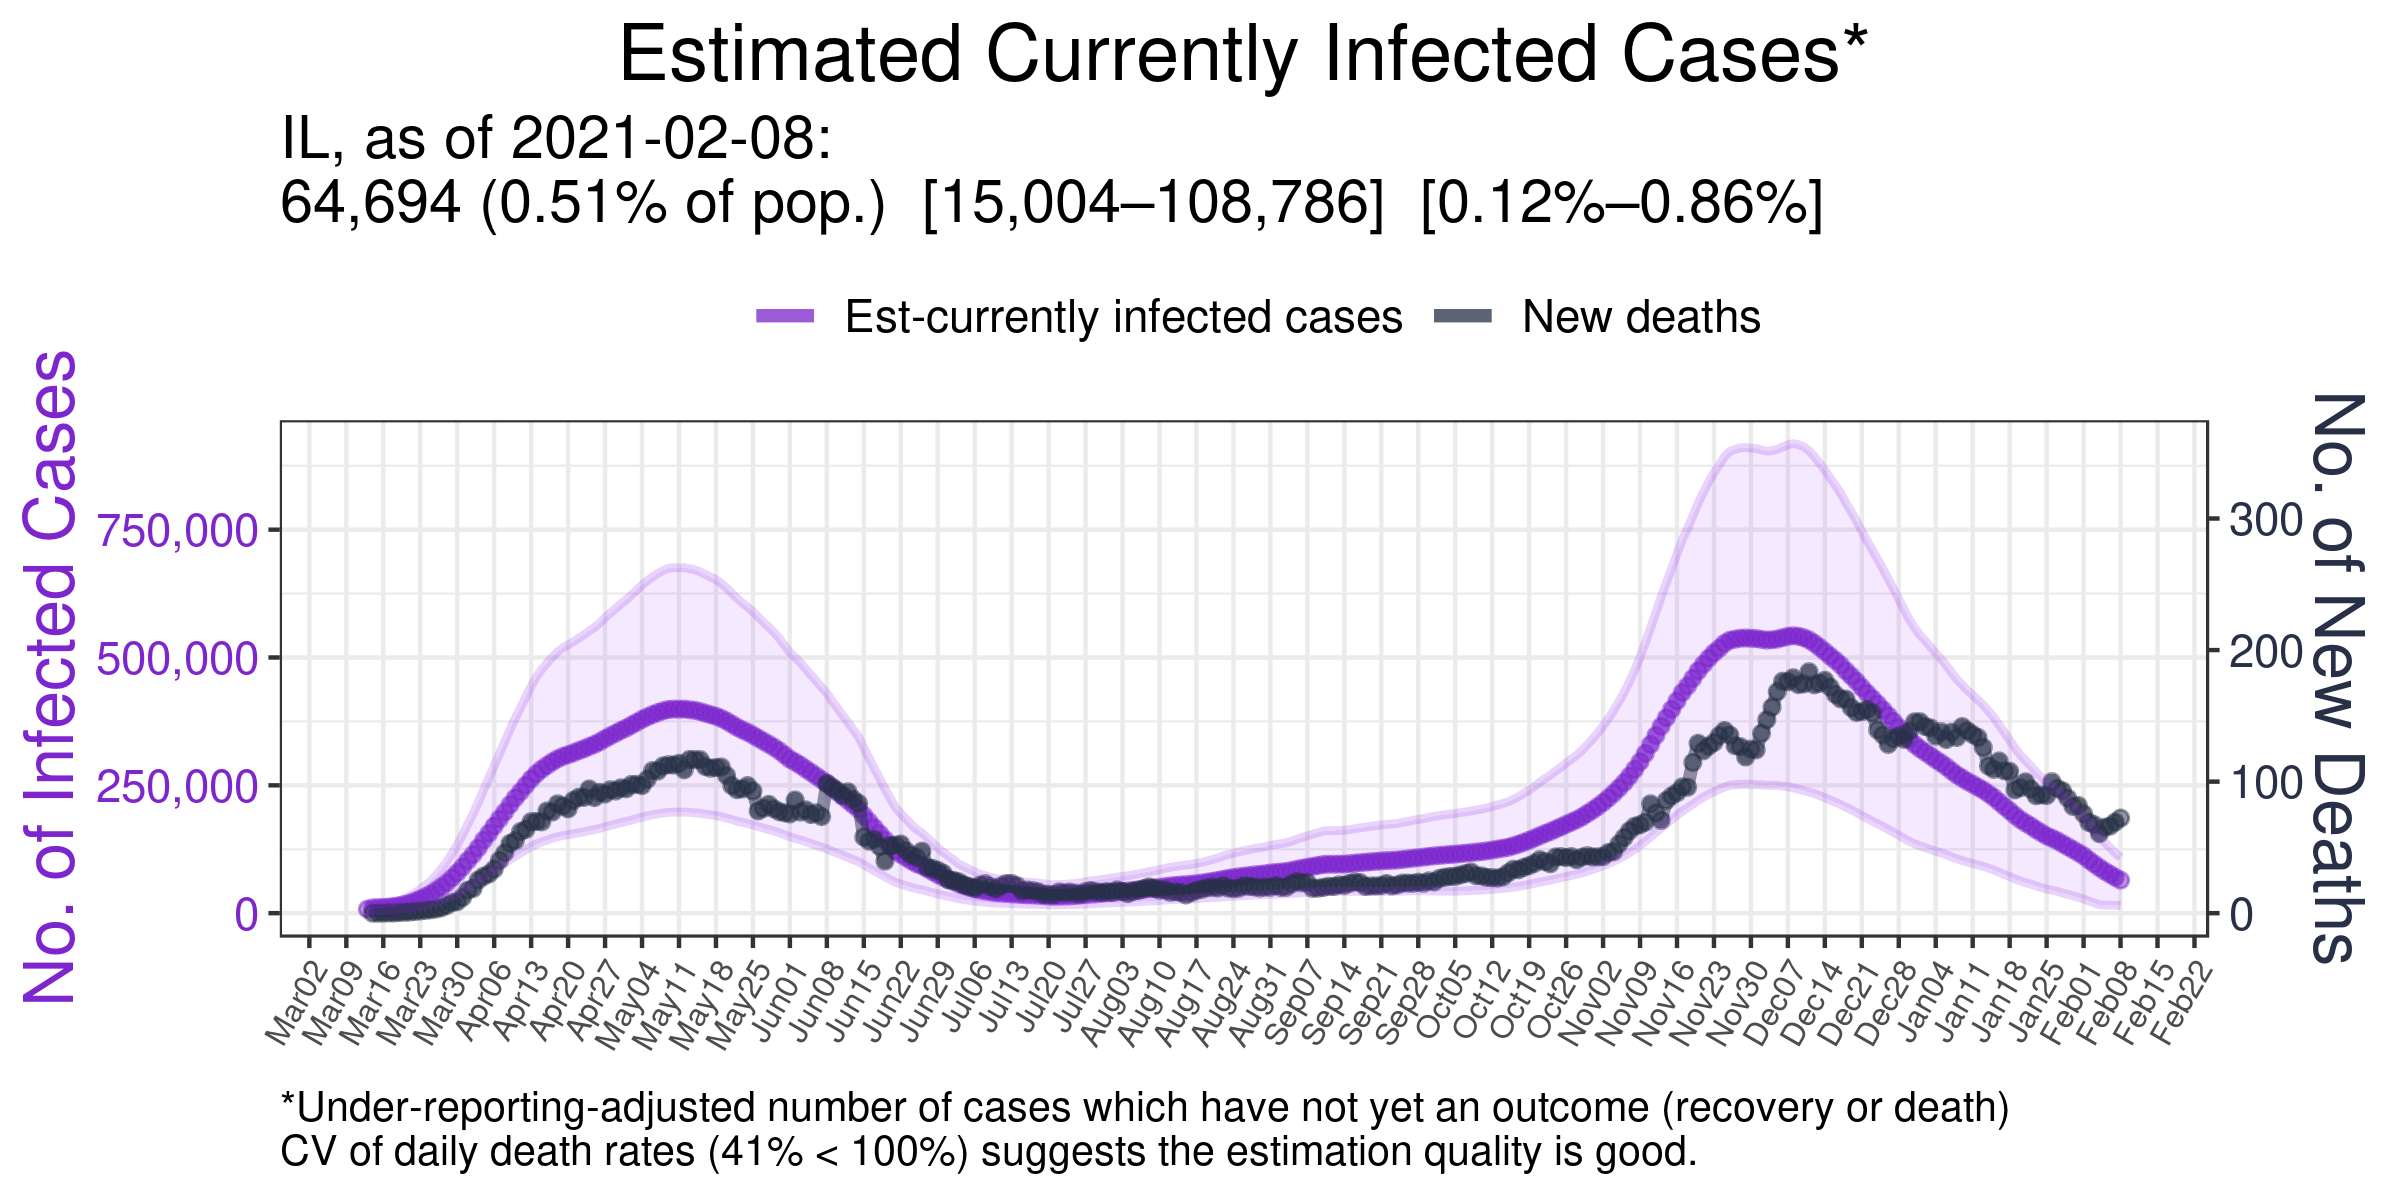 Estimated Currently Infected Cases*
IL, as of 2021-02-08:
64,694 (0.51% of pop.) [15,004–108,786] [0.12%–0.86%]
Est-currently infected cases
New deaths
No. of Infected Cases
750,000
500,000
250,000
0
300
200
100
0
No. of New Deaths
Mar02
Mar09
Mar16
Mar23
Mar30
Apr06
Apr13
Apr20
Apr27
May04
May11
May18
May25
Jun01
Jun08
Jun15
Jun22
Jun29
Jul06
Jul13
Jul20
Jul27
Aug03
Aug10
Aug17
Aug24
Aug31
Sep07
Sep14
Sep21
Sep28
Oct05
Oct12
Oct19
Oct26
Nov02
Nov09
Nov16
Nov23
Nov30
Dec07
Dec14
Dec21
Dec28
Jan04
Jan11
Jan18
Jan25
Feb01
Feb08
Feb15
Feb22
*Under-reporting-adjusted number of cases which have not yet an outcome (recovery or death)
CV of daily death rates (41% < 100%) suggests the estimation quality is good.